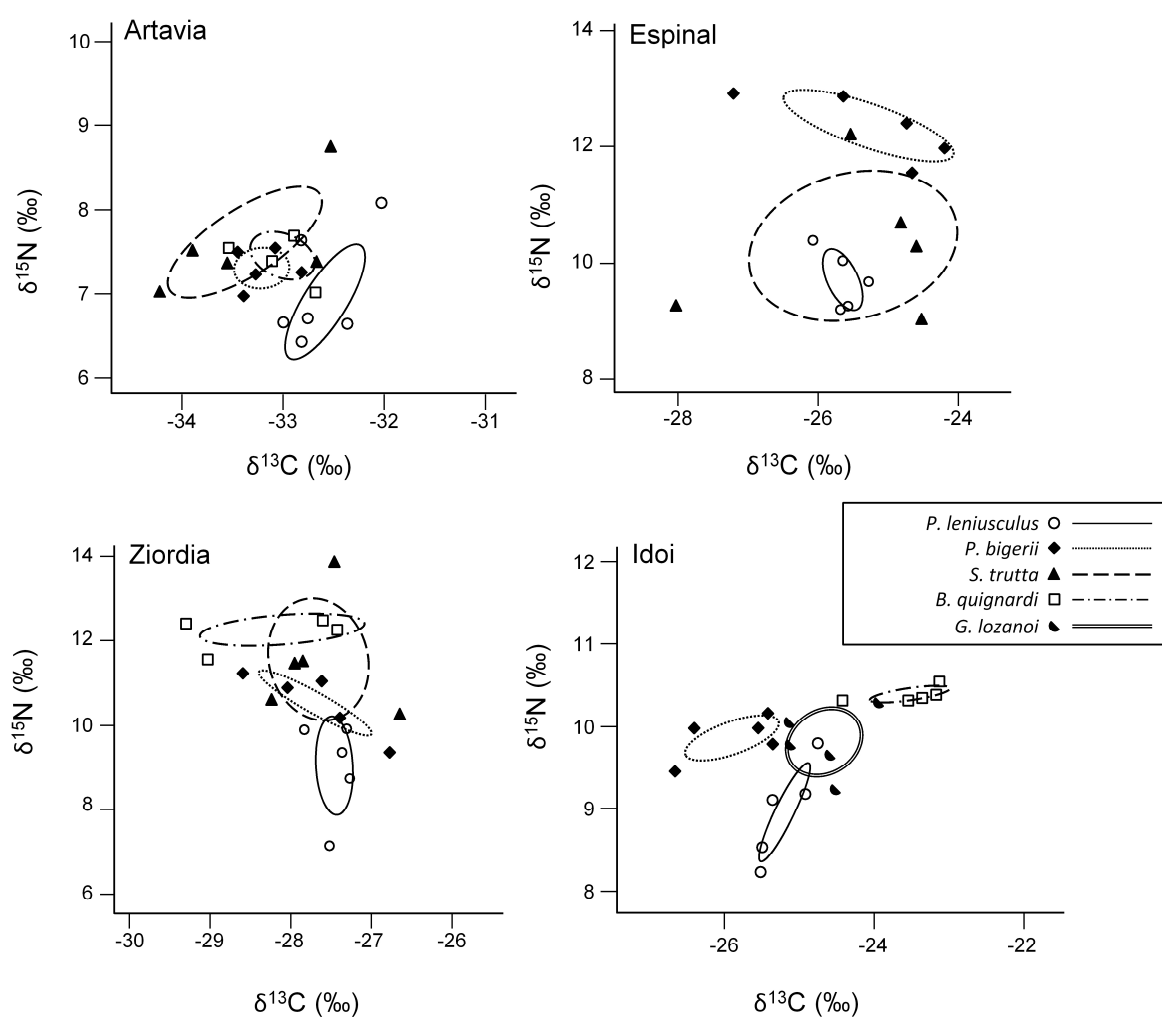 Artavia
10
9
8
7
6
δ15N (‰)
-34
-33
-32
-31
δ13C (‰)
Espinal
14
12
10
8
δ15N (‰)
-28
-26
-24
δ13C (‰)
P. leniusculus
P. bigerii
S. trutta
B. quignardi
G. lozanoi
Ziordia
14
12
10
8
6
δ15N (‰)
-30
-29
-28
-27
-26
δ13C (‰)
Idoi
12
11
10
9
8
δ15N (‰)
-26
-24
-22
δ13C (‰)